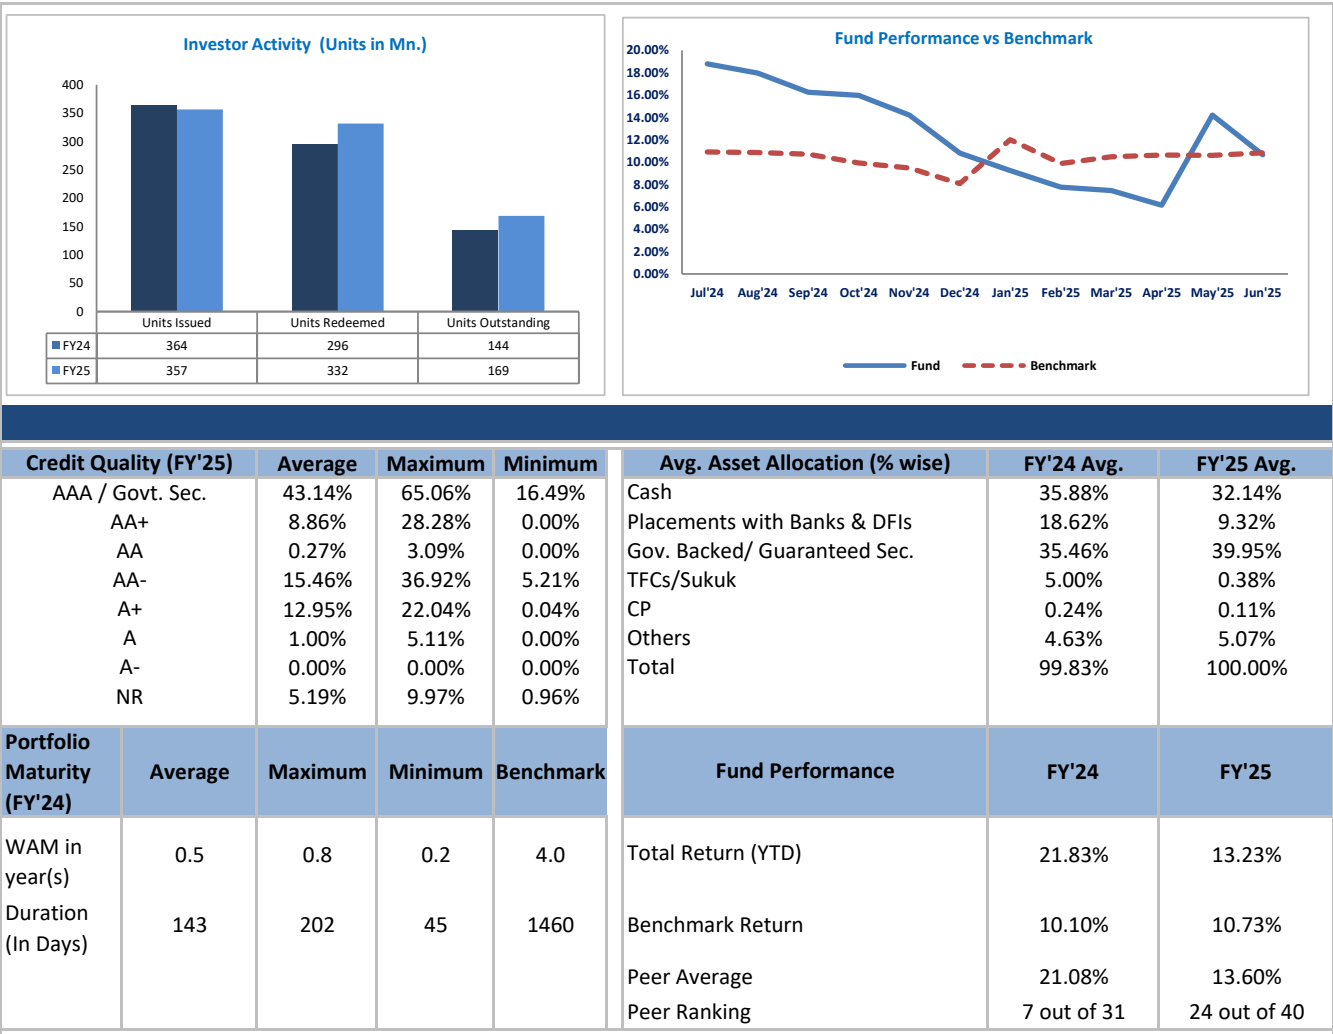 Investor Activity (Units in Mn.)
400
350
300
250
200
150
100
50
0
Units Issued Units Redeemed Units Outstanding
FY24 364 296 144
FY25 357 332 169
Fund Performance vs Benchmark
20.00%
18.00%
16.00%
14.00%
12.00%
10.00%
8.00%
6.00%
4.00%
2.00%
0.00%
Jul'24 Aug'24 Sep'24 Oct'24 Nov'24 Dec'24 Jan'25 Feb'25 Mar'25 Apr'25 May'25 Jun'25
Fund Benchmark
Credit Quality (FY'25) Average Maximum Minimum
AAA / Govt. Sec. 43.14% 65.06% 16.49%
AA+ 8.86% 28.28% 0.00%
AA 0.27% 3.09% 0.00%
AA- 15.46% 36.92% 5.21%
A+ 12.95% 22.04% 0.04%
A 1.00% 5.11% 0.00%
A- 0.00% 0.00% 0.00%
NR 5.19% 9.97% 0.96%
Avg. Asset Allocation (% wise) FY'24 Avg. FY'25 Avg.
Cash 35.88% 32.14%
Placements with Banks & DFIs 18.62% 9.32%
Gov. Backed/ Guaranteed Sec. 35.46% 39.95%
TFCs/Sukuk 5.00% 0.38%
CP 0.24% 0.11%
Others 4.63% 5.07%
Total 99.83% 100.00%
Portfolio
Maturity Average Maximum Minimum Benchmark
(FY'24)
WAM in
year(s) 0.5 0.8 0.2 4.0
Duration
(In Days) 143 202 45 1460
Fund Performance FY'24 FY'25
Total Return (YTD) 21.83% 13.23%
Benchmark Return 10.10% 10.73%
Peer Average 21.08% 13.60%
Peer Ranking 7 out of 31 24 out of 40